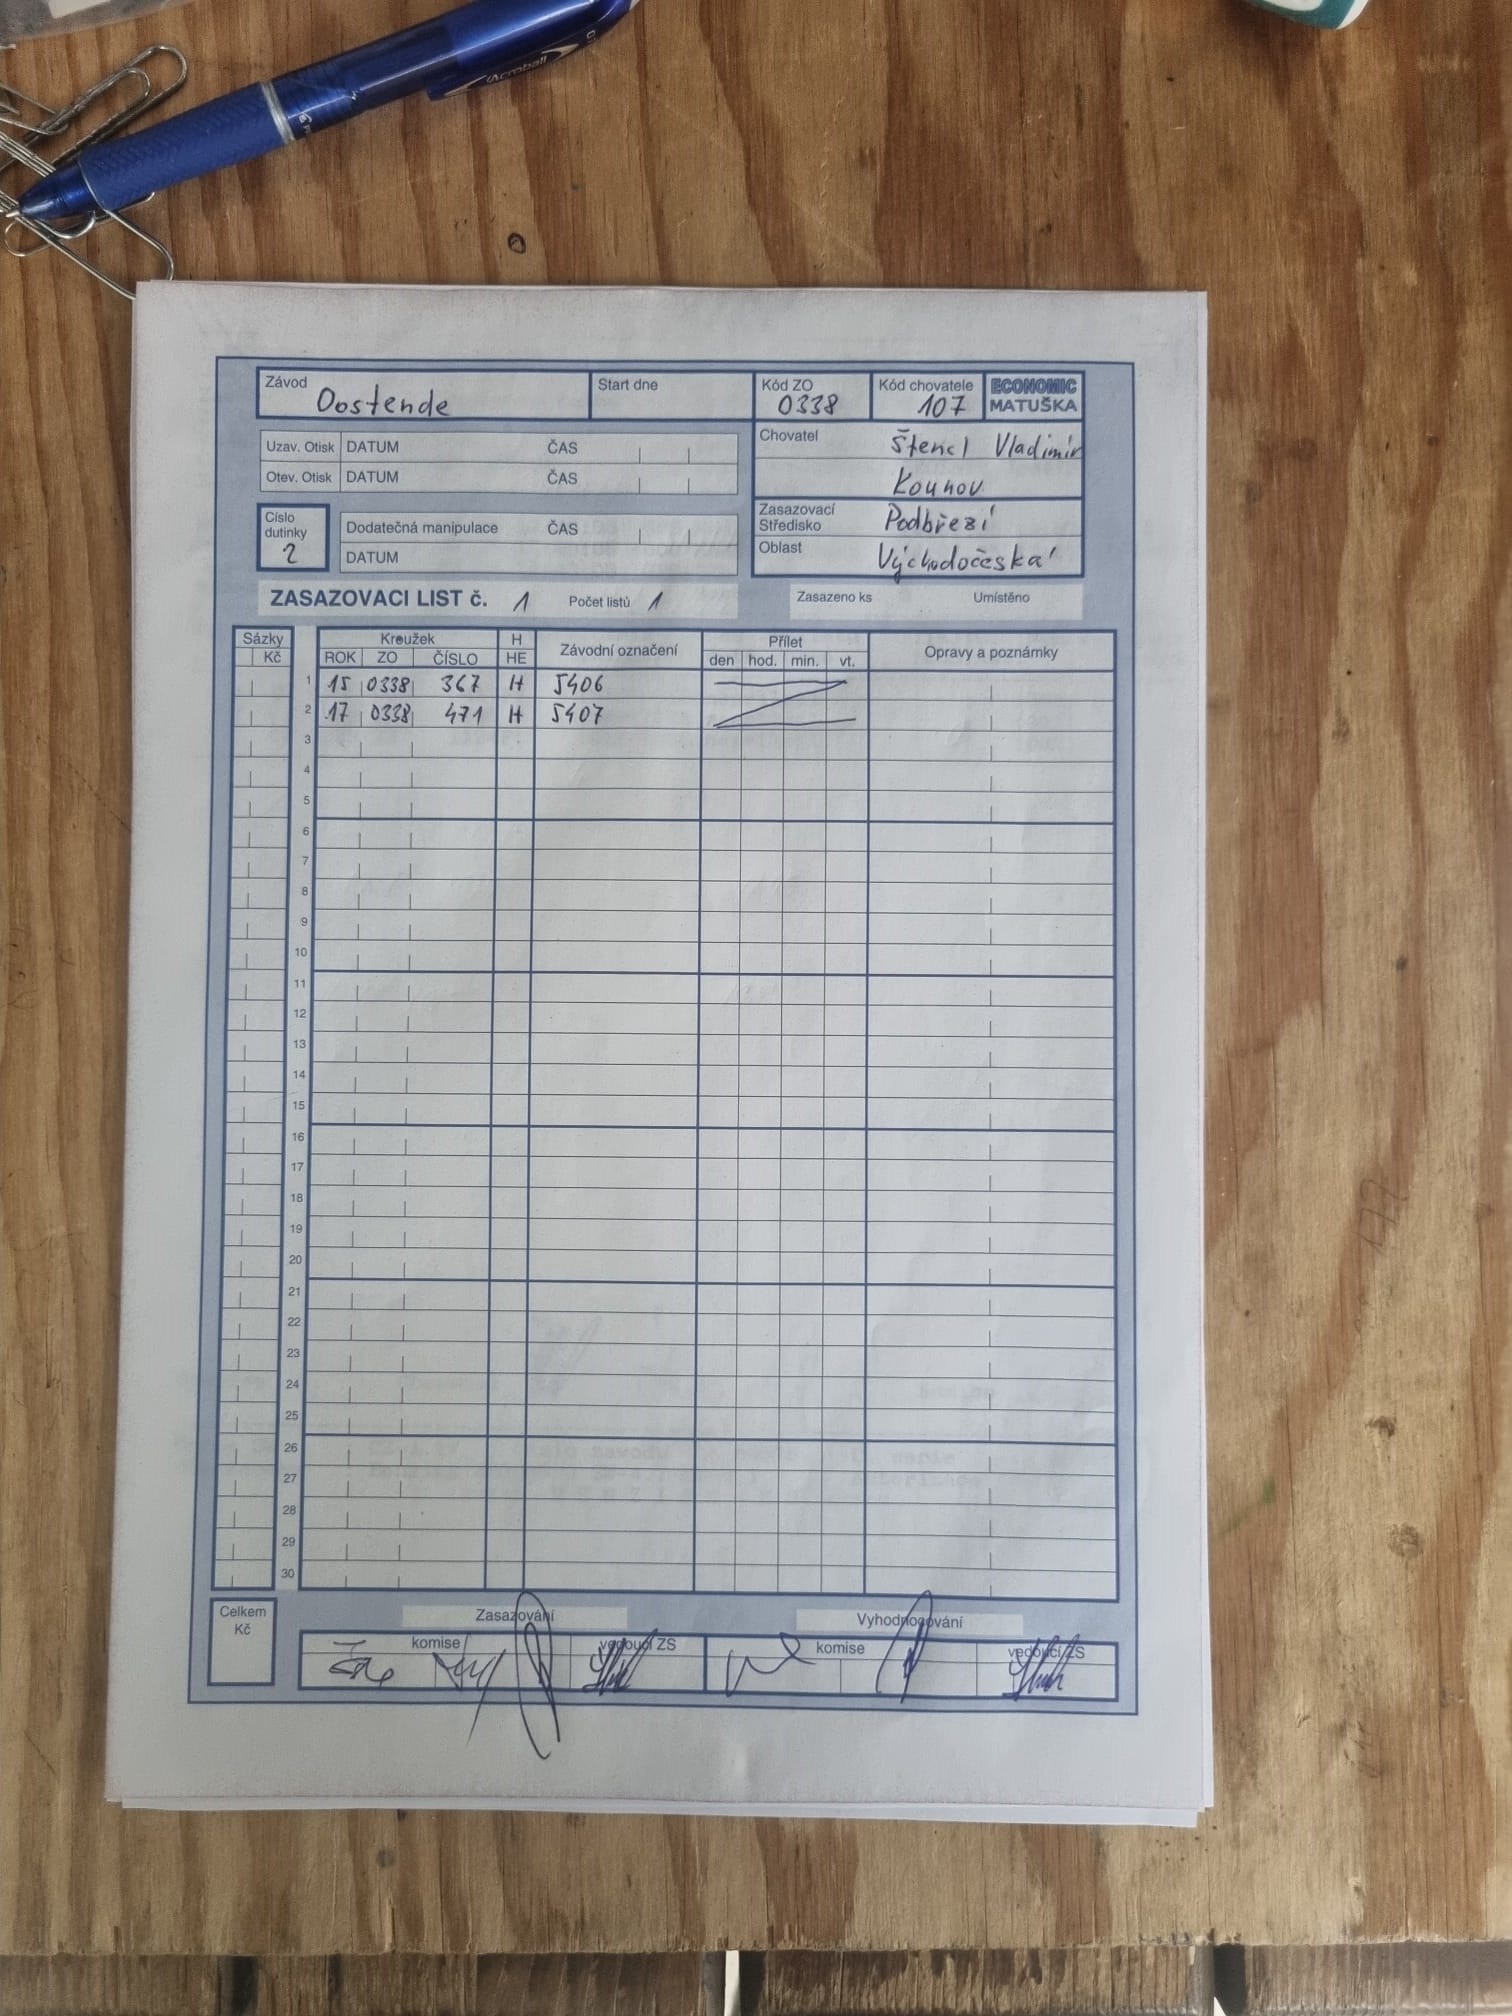 Acroball
Závod Start dne Kód ZO Kód chovatele ECONOMIC
Oostende 0338 107 MATUŠKA
Uzav. Otisk DATUM ČAS Chovatel Štencl Vladimír
Otev. Otisk DATUM ČAS Kounov
Číslo dutinky 2 Dodatečná manipulace ČAS Zasazovací Středisko Podbřezí
DATUM Oblast Východočeská
ZASAZOVACI LIST č. 1 Počet listů 1 Zasazeno ks Umístěno
Sázky Kroužek H Závodní označení Přílet Opravy a poznámky
Kč ROK ZO ČÍSLO HE den hod. min. vt.
1 15 0338 367 H 5406
2 17 0338 471 H 5407
3
4
5
6
7
8
9
10
11
12
13
14
15
16
17
18
19
20
21
22
23
24
25
26
27
28
29
30
Celkem Zasazování Vyhodnocování
Kč
komise vedoucí ZS komise vedoucí ZS